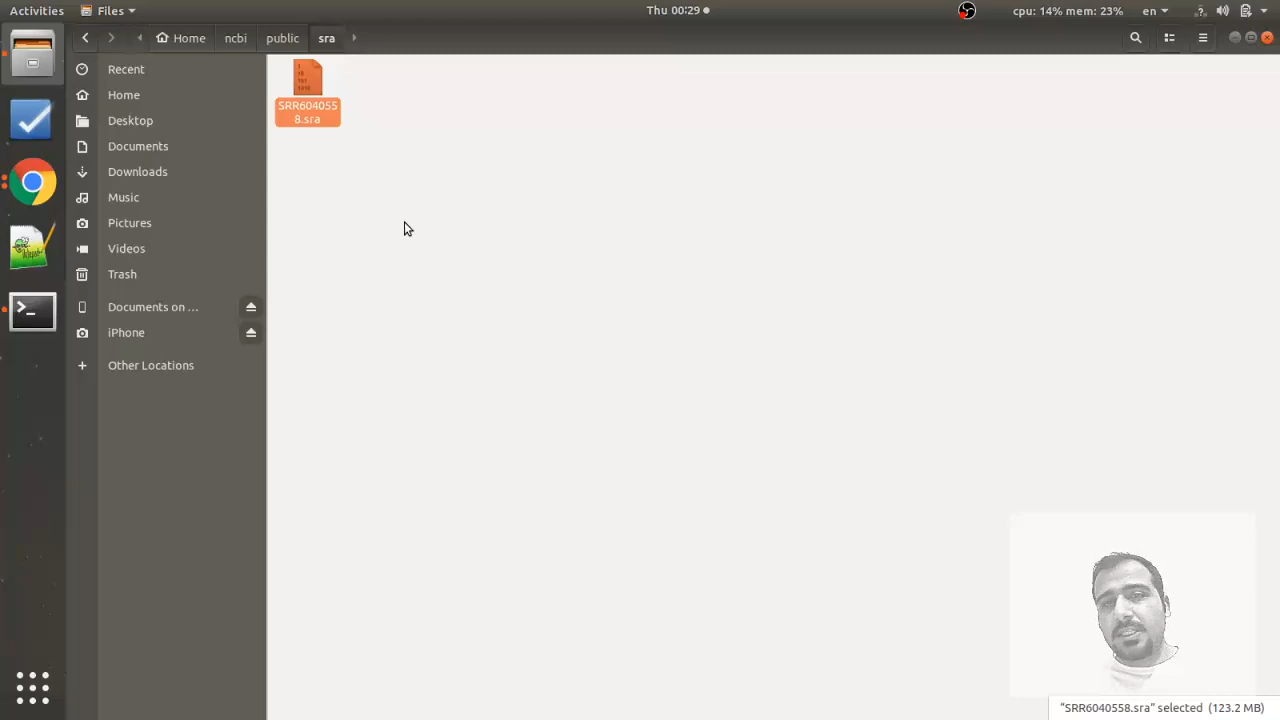 Activities
Files
Thu 00:29
cpu: 14% mem: 23%
en
Home
ncbi
public
sra
Recent
Home
Desktop
Documents
Downloads
Music
Pictures
Videos
Trash
Documents on ...
iPhone
Other Locations
SRR604055
8.sra
"SRR6040558.sra" selected (123.2 MB)